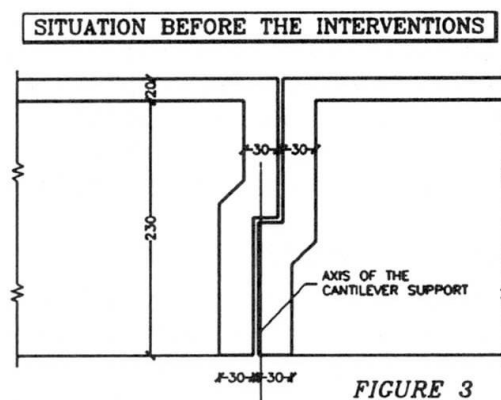 SITUATION BEFORE THE INTERVENTIONS
20
30
30
230
AXIS OF THE
CANTILEVER SUPPORT
30
30
FIGURE 3